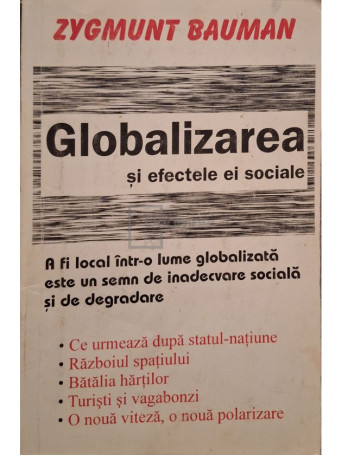 ZYGMUNT BAUMAN
Globalizarea
și efectele ei sociale
A fi local într-o lume globalizată
este un semn de inadecvare socială
și de degradare
• Ce urmează după statul-națiune
• Războiul spațiului
• Bătălia hărților
• Turiști și vagabonzi
• O nouă viteză, o nouă polarizare